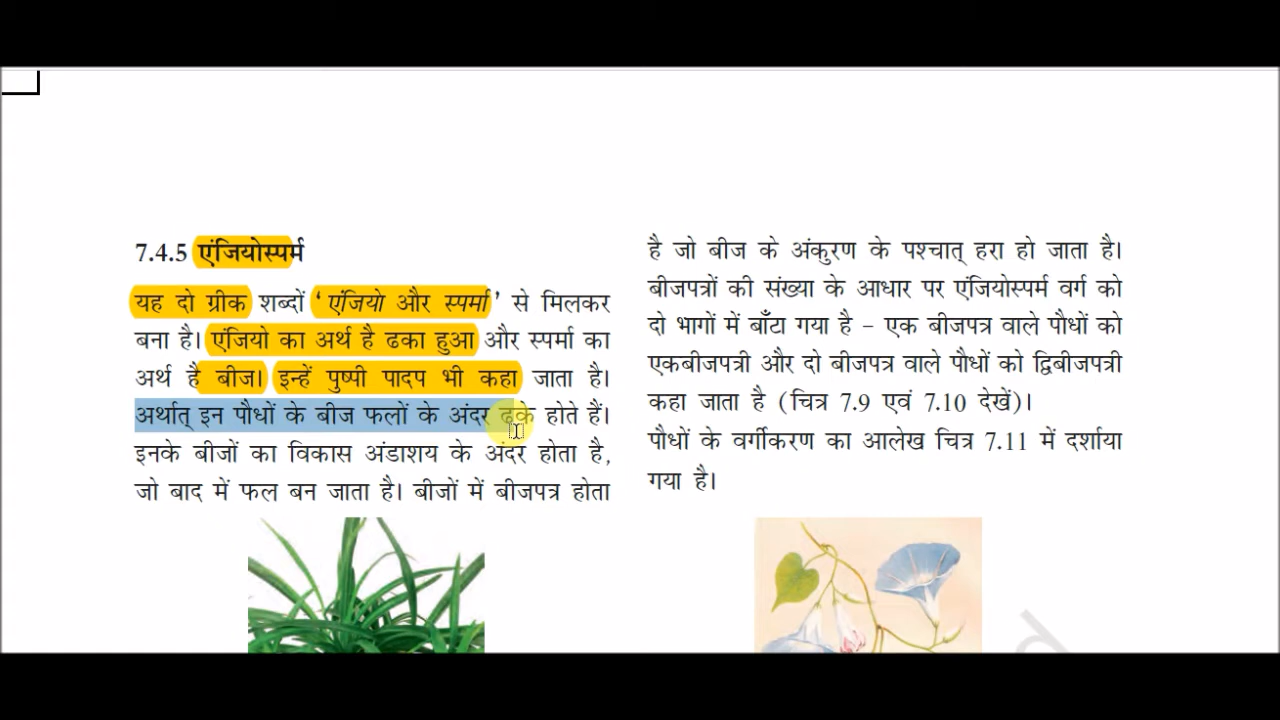 7.4.5 एंजियोस्पर्म
यह दो ग्रीक शब्दों ‘एंजियो और स्पर्मा’ से मिलकर
बना है। एंजियो का अर्थ है ढका हुआ और स्पर्मा का
अर्थ है बीज। इन्हें पुष्पी पादप भी कहा जाता है।
अर्थात् इन पौधों के बीज फलों के अंदर ढके होते हैं।
इनके बीजों का विकास अंडाशय के अंदर होता है,
जो बाद में फल बन जाता है। बीजों में बीजपत्र होता
है जो बीज के अंकुरण के पश्चात् हरा हो जाता है।
बीजपत्रों की संख्या के आधार पर एंजियोस्पर्म वर्ग को
दो भागों में बाँटा गया है – एक बीजपत्र वाले पौधों को
एकबीजपत्री और दो बीजपत्र वाले पौधों को द्विबीजपत्री
कहा जाता है (चित्र 7.9 एवं 7.10 देखें)।
पौधों के वर्गीकरण का आलेख चित्र 7.11 में दर्शाया
गया है।